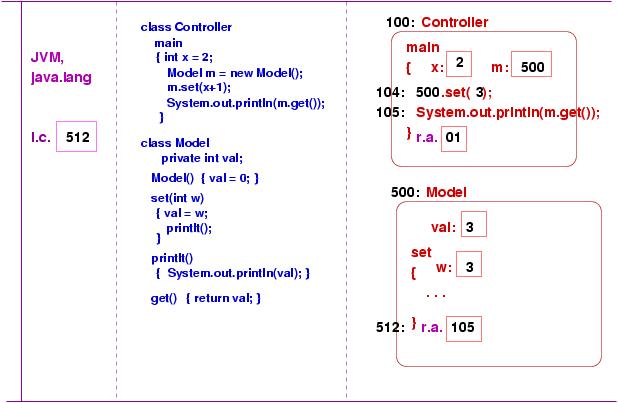 JVM,
java.lang
I.c. 512
class Controller
main
{ int x = 2;
Model m = new Model();
m.set(x+1);
System.out.println(m.get());
}
class Model
private int val;
Model() { val = 0; }
set(int w)
{ val = w;
printIt();
}
printIt()
{ System.out.println(val); }
get() { return val; }
100: Controller
main
{ x: 2 m: 500
104: 500.set( 3);
105: System.out.println(m.get());
} r.a. 01
500: Model
val: 3
set
{ w: 3
. . .
512: } r.a. 105